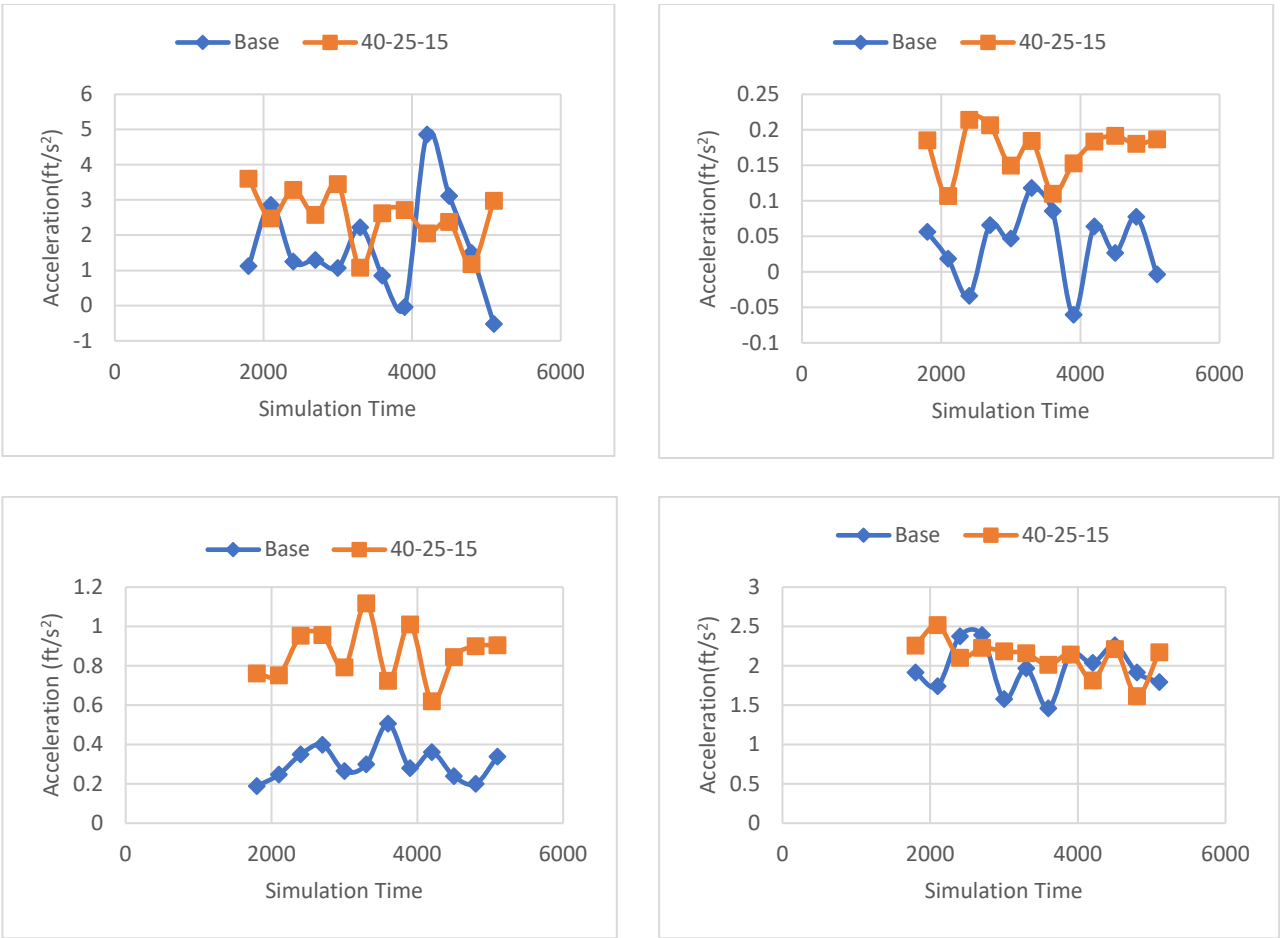 Base 40-25-15
6
5
4
3
2
1
0
-1
Acceleration(ft/s²)
0 2000 4000 6000
Simulation Time
Base 40-25-15
0.25
0.2
0.15
0.1
0.05
0
-0.05
-0.1
Acceleration(ft/s²)
0 2000 4000 6000
Simulation Time
Base 40-25-15
1.2
1
0.8
0.6
0.4
0.2
0
Acceleration (ft/s²)
0 2000 4000 6000
Simulation Time
Base 40-25-15
3
2.5
2
1.5
1
0.5
0
Acceleration(ft/s²)
0 2000 4000 6000
Simulation Time